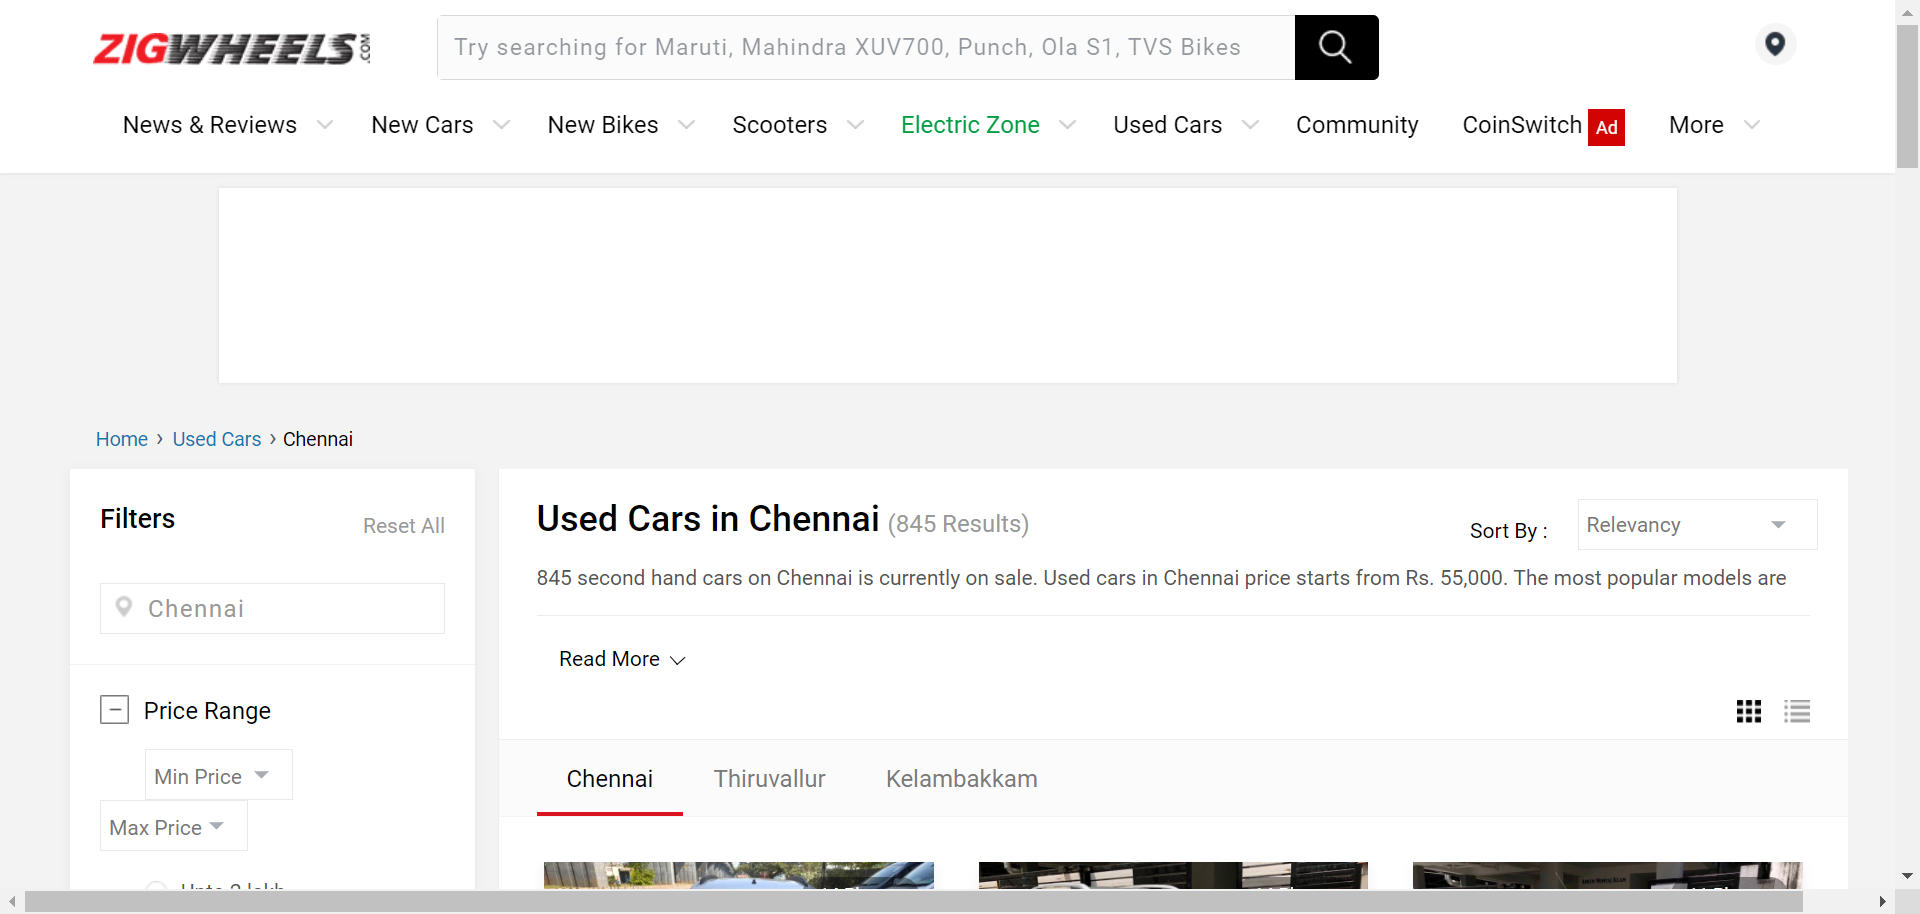 ZIGWHEELS.COM
Try searching for Maruti, Mahindra XUV700, Punch, Ola S1, TVS Bikes
News & Reviews New Cars New Bikes Scooters Electric Zone Used Cars Community CoinSwitch Ad More
Home › Used Cars › Chennai
Filters
Reset All
Chennai
Price Range
Min Price
Max Price
Upto 2 lakh
Used Cars in Chennai (845 Results)
Sort By :
Relevancy
845 second hand cars on Chennai is currently on sale. Used cars in Chennai price starts from Rs. 55,000. The most popular models are
Read More
Chennai Thiruvallur Kelambakkam